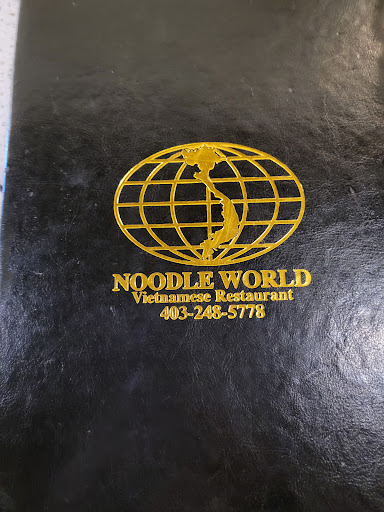 NOODLE WORLD
Vietnamese Restaurant
403-248-5778